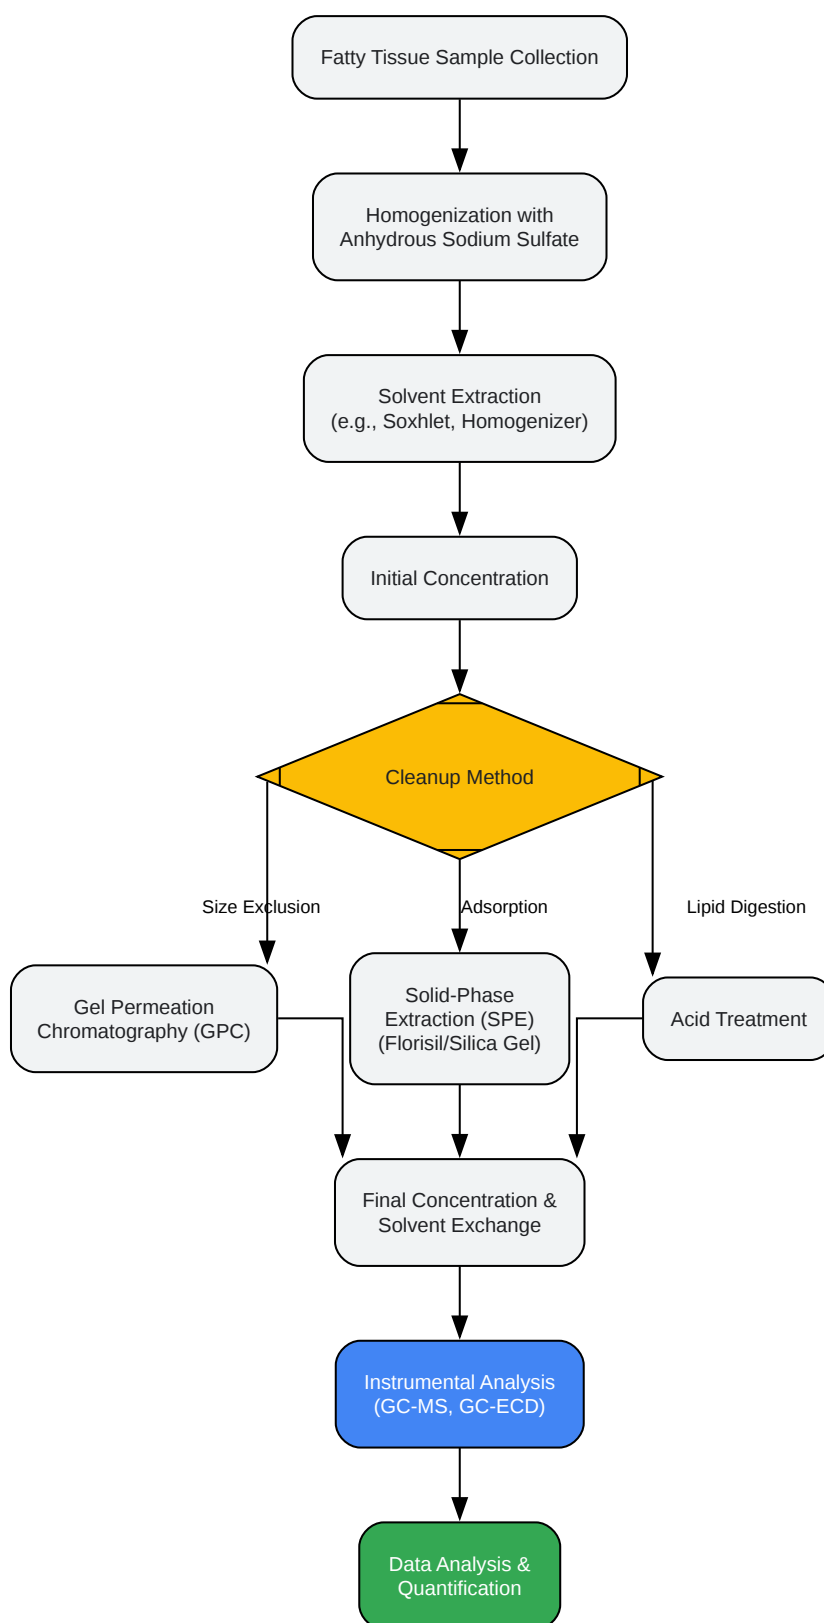 Fatty Tissue Sample Collection
Homogenization with
Anhydrous Sodium Sulfate
Solvent Extraction
(e.g., Soxhlet, Homogenizer)
Initial Concentration
Cleanup Method
Size Exclusion
Adsorption
Lipid Digestion
Gel Permeation
Chromatography (GPC)
Solid-Phase
Extraction (SPE)
(Florisil/Silica Gel)
Acid Treatment
Final Concentration &
Solvent Exchange
Instrumental Analysis
(GC-MS, GC-ECD)
Data Analysis &
Quantification